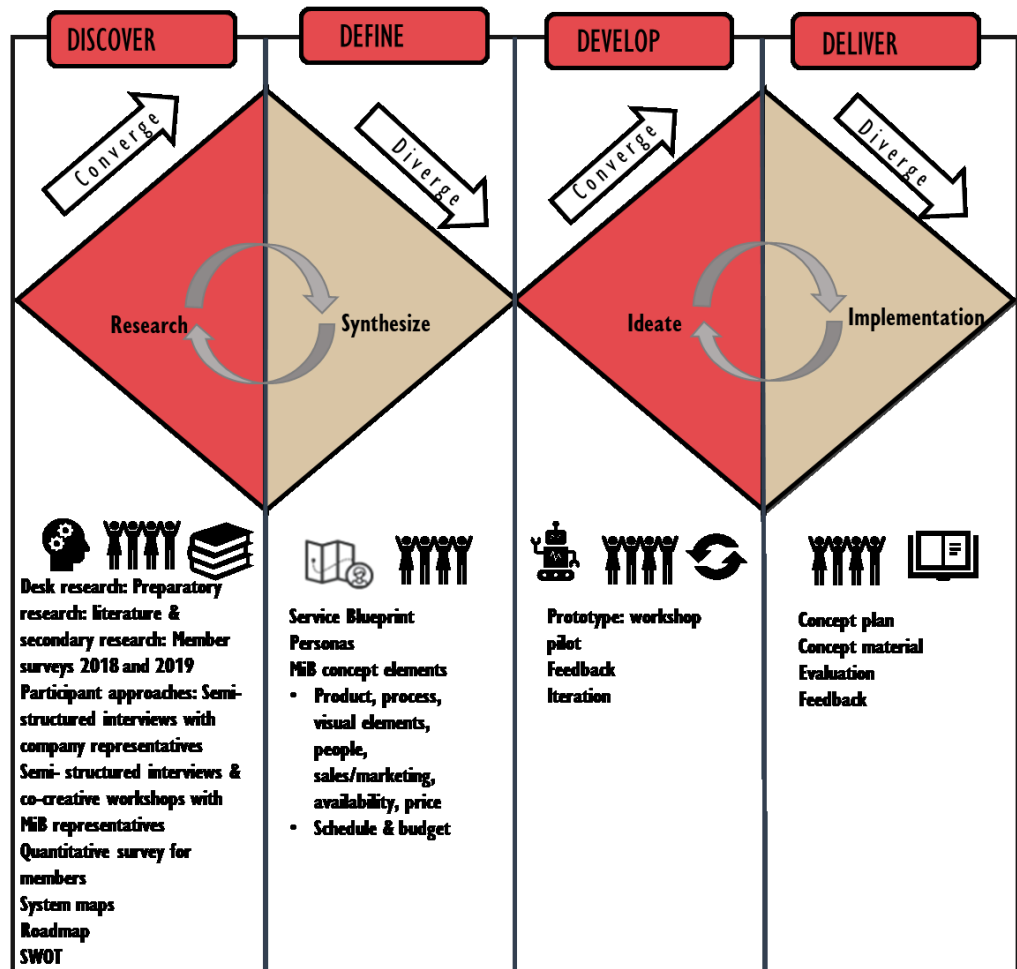 DISCOVER
DEFINE
DEVELOP
DELIVER
Converge
Diverge
Converge
Diverge
Research
Synthesize
Ideate
Implementation
Desk research: Preparatory
research: literature &
secondary research: Member
surveys 2018 and 2019
Participant approaches: Semi-
structured interviews with
company representatives
Semi- structured interviews &
co-creative workshops with
MiB representatives
Quantitative survey for
members
System maps
Roadmap
SWOT
Service Blueprint
Personas
MiB concept elements
• Product, process,
visual elements,
people,
sales/marketing,
availability, price
• Schedule & budget
Prototype: workshop
pilot
Feedback
Iteration
Concept plan
Concept material
Evaluation
Feedback